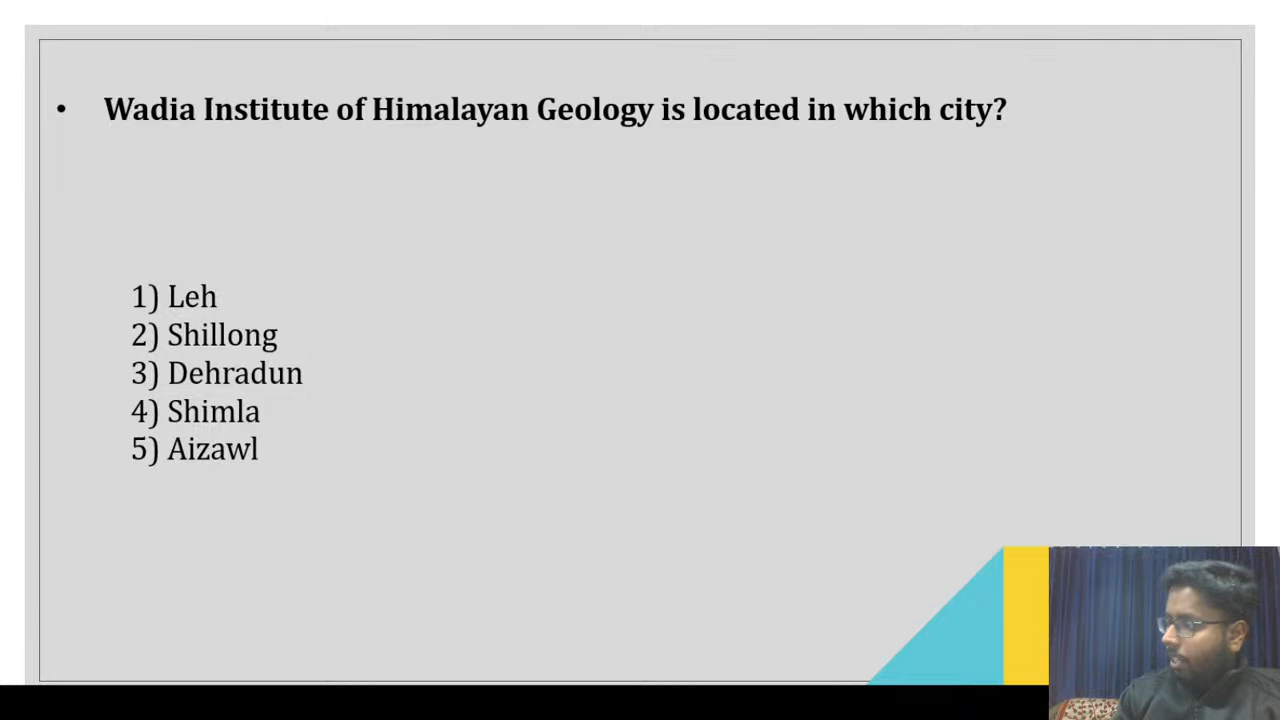 • Wadia Institute of Himalayan Geology is located in which city?
1) Leh
2) Shillong
3) Dehradun
4) Shimla
5) Aizawl